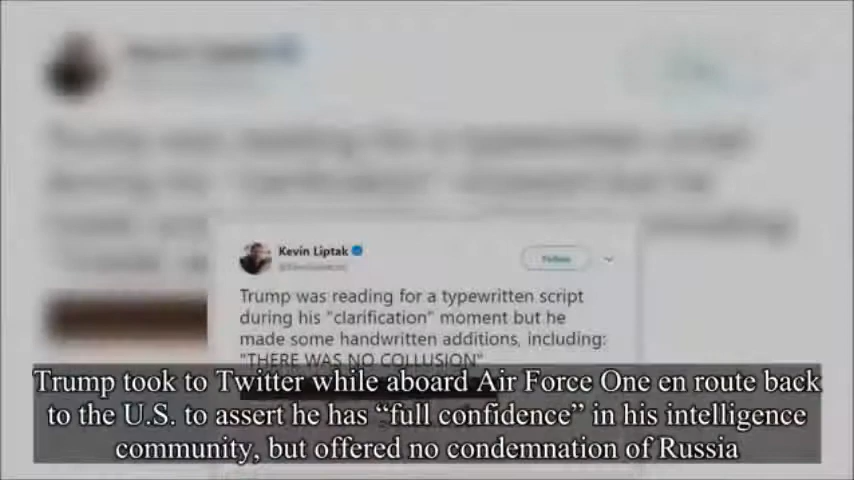 Kevin Liptak
Follow
Trump was reading for a typewritten script
during his "clarification" moment but he
made some handwritten additions, including:
"THERE WAS NO COLLUSION"
Trump took to Twitter while aboard Air Force One en route back
to the U.S. to assert he has “full confidence” in his intelligence
community, but offered no condemnation of Russia